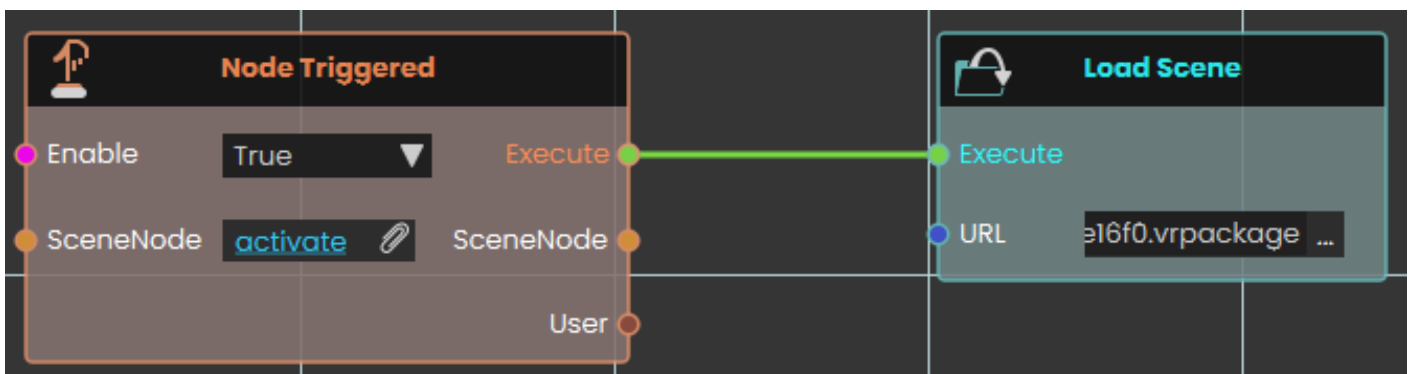 Node Triggered
Load Scene
Enable True Execute
Execute
SceneNode activate SceneNode
URL e16f0.vrpackage ...
User